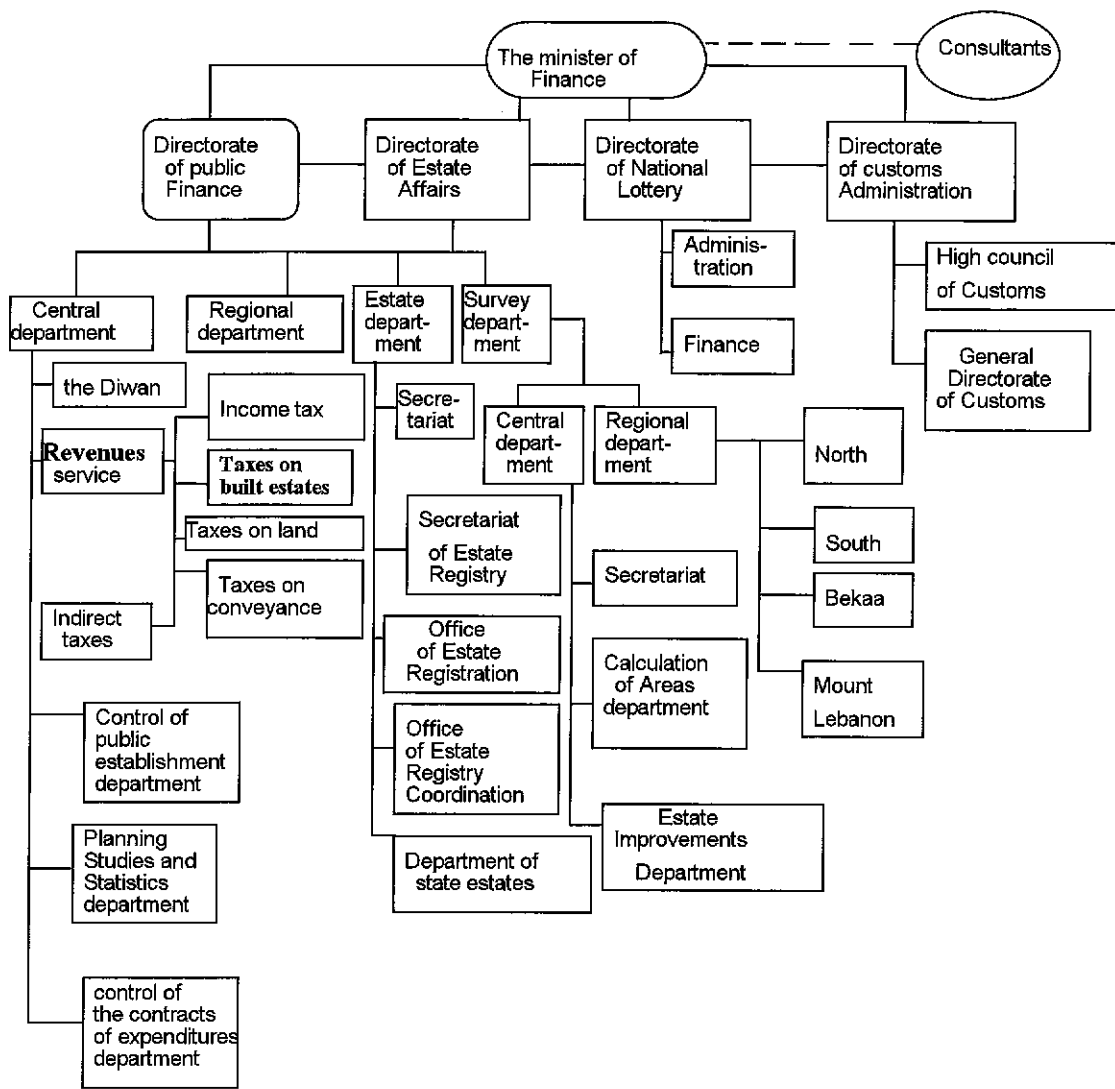 The minister of
Finance
Consultants
Directorate
of public
Finance
Directorate
of Estate
Affairs
Directorate
of National
Lottery
Directorate
of customs
Administration
Central
department
Regional
department
Estate
depart-
ment
Survey
depart-
ment
Adminis-
tration
Finance
High council
of Customs
General
Directorate
of Customs
the Diwan
Revenues
service
Indirect
taxes
Income tax
Taxes on
built estates
Taxes on land
Taxes on
conveyance
Control of
public
establishment
department
Planning
Studies and
Statistics
department
control of
the contracts
of expenditures
department
Secre-
tariat
Secretariat
of Estate
Registry
Office
of Estate
Registration
Office
of Estate
Registry
Coordination
Department of
state estates
Central
depart-
ment
Regional
depart-
ment
Secretariat
Calculation
of Areas
department
Estate
Improvements
Department
North
South
Bekaa
Mount
Lebanon